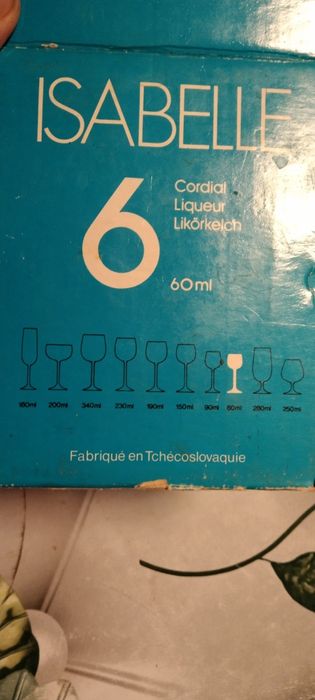 ISABELLE
6
Cordial
Liqueur
Likörkelch
60ml
180ml 200ml 340ml 230ml 190ml 150ml 90ml 60ml 280ml 250ml
Fabriqué en Tchécoslovaquie